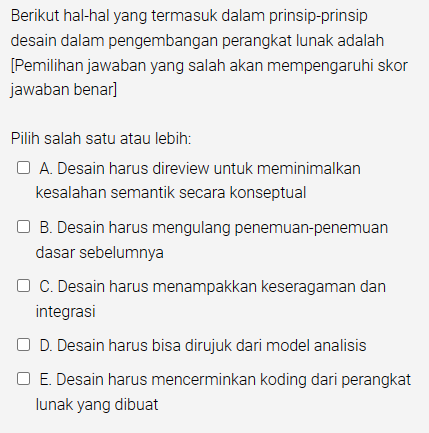 Berikut hal-hal yang termasuk dalam prinsip-prinsip
desain dalam pengembangan perangkat lunak adalah
[Pemilihan jawaban yang salah akan mempengaruhi skor
jawaban benar]
Pilih salah satu atau lebih:
A. Desain harus direview untuk meminimalkan
kesalahan semantik secara konseptual
B. Desain harus mengulang penemuan-penemuan
dasar sebelumnya
C. Desain harus menampakkan keseragaman dan
integrasi
D. Desain harus bisa dirujuk dari model analisis
E. Desain harus mencerminkan koding dari perangkat
lunak yang dibuat